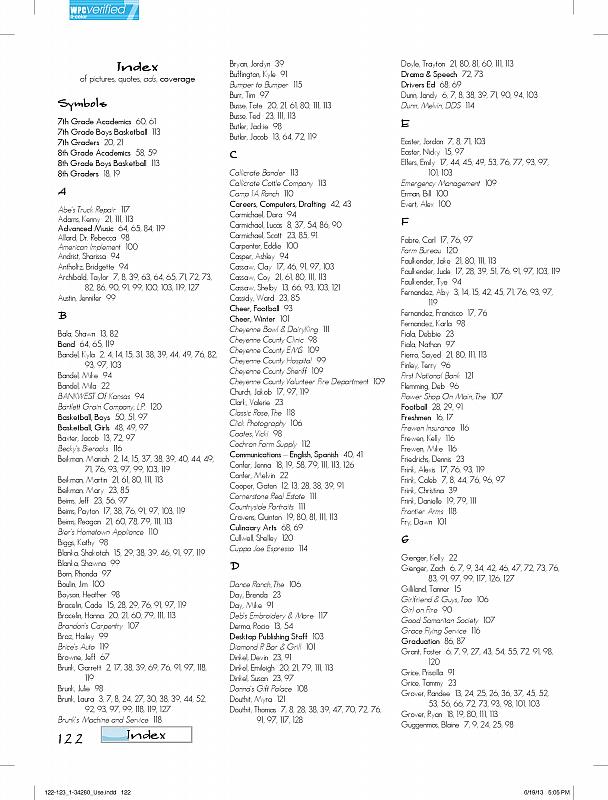 WPCverified
4-color
7
Index
of pictures, quotes, ads, coverage
Symbols
7th Grade Academics 60, 61
7th Grade Boys Basketball 113
7th Graders 20, 21
8th Grade Academics 58, 59
8th Grade Boys Basketball 113
8th Graders 18, 19
A
Abe's Truck Repair 117
Adams, Kenny 21, 111, 113
Advanced Music 64, 65, 84, 119
Allard, Dr. Rebecca 98
American Implement 100
Andrist, Sharissa 94
Antholtz, Bridgette 94
Archibald, Taylor 7, 8, 39, 63, 64, 65, 71, 72, 73,
82, 86, 90, 91, 99, 100, 103, 119, 127
Austin, Jennifer 99
B
Bala, Shawn 13, 82
Band 64, 65, 119
Bandel, Kyla 2, 4, 14, 15, 31, 38, 39, 44, 49, 76, 82,
93, 97, 103
Bandel, Mike 94
Bandel, Mila 22
BANKWEST Of Kansas 94
Bartlett Grain Company, LP. 120
Basketball, Boys 50, 51, 97
Basketball, Girls 48, 49, 97
Baxter, Jacob 13, 72, 97
Becky's Bieracks 116
Beikman, Mariah 2, 14, 15, 37, 38, 39, 40, 44, 49,
71, 76, 93, 97, 99, 103, 119
Beikman, Martin 21, 80, 111, 113
Beikman, Mary 23, 85
Beims, Jeff 23, 56, 97
Beims, Payton 17, 38, 76, 91, 97, 103, 119
Beims, Reagan 21, 60, 78, 79, 111, 113
Bier's Hometown Appliance 110
Biggs, Kathy 98
Blanka, Shakotah 15, 29, 38, 39, 46, 91, 97, 119
Blanka, Shawna 99
Born, Rhonda 97
Boulin, Jim 100
Boyson, Heather 98
Bracelin, Cade 15, 28, 29, 76, 91, 97, 119
Bracelin, Hanna 20, 21, 60, 79, 111, 113
Brandon's Carpentry 107
Braz, Hailey 99
Brice's Auto 119
Browne, Jeff 67
Brunk, Garrett 2, 17, 38, 39, 69, 76, 91, 97, 118,
119
Brunk, Julie 98
Brunk, Laura 3, 7, 8, 24, 27, 30, 38, 39, 44, 52,
92, 93, 97, 99, 118, 119, 127
Brunk's Machine and Service 118
Bryan, Jordyn 39
Buffington, Kyle 91
Bumper to Bumper 115
Burr, Tim 97
Busse, Tate 20, 21, 61, 80, 111, 113
Busse, Ted 23, 111, 113
Butler, Jackie 98
Butler, Jacob 13, 64, 72, 119
C
Callicrate Bander 113
Callicrate Cattle Company 113
Camp 1A Ranch 110
Careers, Computers, Drafting 42, 43
Carmichael, Dara 94
Carmichael, Lucas 8, 37, 54, 86, 90
Carmichael, Scott 23, 85, 91
Carpenter, Eddie 100
Casper, Ashley 94
Cassaw, Clay 17, 46, 91, 97, 103
Cassaw, Coy 21, 61, 80, 111, 113
Cassaw, Shelby 13, 66, 93, 103, 121
Cassidy, Ward 23, 85
Cheer, Football 93
Cheer, Winter 101
Cheyenne Bowl & DairyKing 111
Cheyenne County Clinic 98
Cheyenne County EMS 109
Cheyenne County Hospital 99
Cheyenne County Sheriff 109
Cheyenne County Volunteer Fire Department 109
Church, Jakob 17, 97, 119
Clark, Valerie 23
Classic Rose, The 118
Click Photography 106
Coates, Vicki 98
Cochran Farm Supply 112
Communications – English, Spanish 40, 41
Confer, Jenna 18, 19, 58, 79, 111, 113, 126
Confer, Melvin 22
Cooper, Gaton 12, 13, 28, 38, 39, 91
Cornerstone Real Estate 111
Countryside Portraits 111
Cravens, Quinton 19, 80, 81, 111, 113
Culinary Arts 68, 69
Cullwell, Shelley 120
Cuppa Joe Espresso 114
D
Dance Ranch, The 106
Day, Brenda 23
Day, Mike 91
Deb's Embroidery & More 117
Derma, Rocio 13, 54
Desktop Publishing Staff 103
Diamond R Bar & Grill 101
Dinkel, Devin 23, 91
Dinkel, Emileigh 20, 21, 79, 111, 113
Dinkel, Susan 23, 97
Donna's Gift Palace 108
Douthit, Myra 121
Douthit, Thomas 7, 8, 28, 38, 39, 47, 70, 72, 76,
91, 97, 117, 128
Doyle, Trayton 21, 80, 81, 60, 111, 113
Drama & Speech 72, 73
Drivers Ed 68, 69
Dunn, Jandy 6, 7, 8, 38, 39, 71, 90, 94, 103
Dunn, Melvin, DDS 114
E
Easter, Jordan 7, 8, 71, 103
Easter, Nicky 15, 97
Elfers, Emily 17, 44, 45, 49, 53, 76, 77, 93, 97,
101, 103
Emergency Management 109
Erman, Bill 100
Evert, Alex 100
F
Fabre, Carl 17, 76, 97
Farm Bureau 120
Faulkender, Jake 21, 80, 111, 113
Faulkender, Jude 17, 28, 39, 51, 76, 91, 97, 103, 119
Faulkender, Tye 94
Fernandez, Aby 3, 14, 15, 42, 45, 71, 76, 93, 97,
119
Fernandez, Francisco 17, 76
Fernandez, Karla 98
Fiala, Debbie 23
Fiala, Nathan 97
Fierro, Sayed 21, 80, 111, 113
Finley, Terry 96
First National Bank 121
Flemming, Deb 96
Flower Shop On Main, The 107
Football 28, 29, 91
Freshmen 16, 17
Frewen Insurance 116
Frewen, Kelly 116
Frewen, Mike 116
Friedrichs, Dennis 23
Frink, Alexis 17, 76, 93, 119
Frink, Caleb 7, 8, 44, 76, 96, 97
Frink, Christina 39
Frink, Danielle 19, 79, 111
Frontier Arms 118
Fry, Dawn 101
G
Gienger, Kelly 22
Gienger, Zach 6, 7, 9, 34, 42, 46, 47, 72, 73, 76,
83, 91, 97, 99, 117, 126, 127
Gilliland, Tanner 15
Girlfriend & Guys, Too 106
Girl on Fire 90
Good Samaritan Society 107
Grace Flying Service 116
Graduation 86, 87
Grant, Foster 6, 7, 9, 27, 43, 54, 55, 72, 91, 98,
120
Grice, Priscilla 91
Grice, Tammy 23
Grover, Randee 13, 24, 25, 26, 36, 37, 45, 52,
53, 56, 66, 72, 73, 93, 98, 101, 103
Grover, Ryan 18, 19, 80, 111, 113
Guggenmos, Blaine 7, 9, 24, 25, 98
122 Index
122-123_1-34260_Use.indd 122
6/19/13 5:05 PM